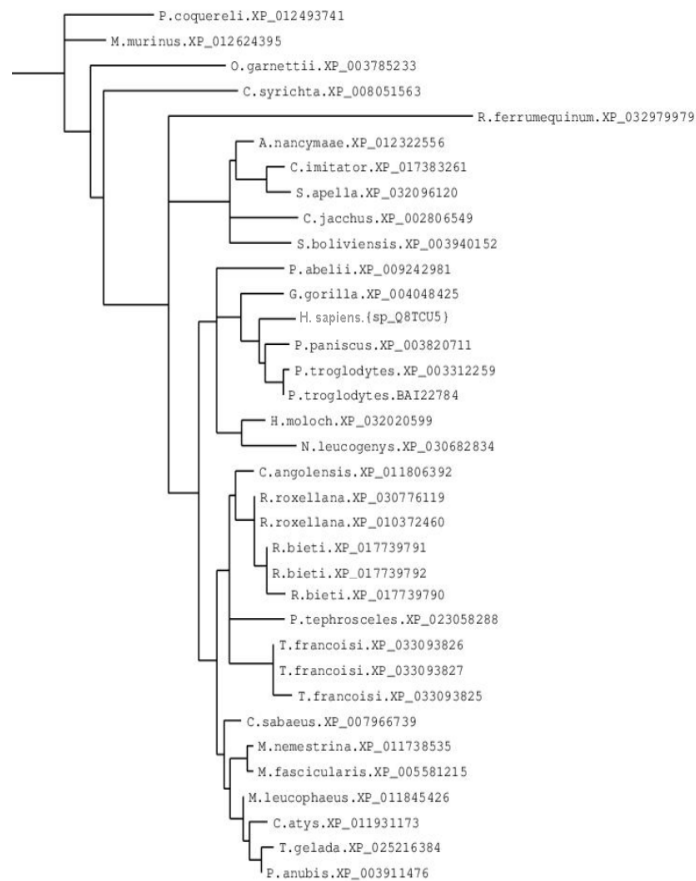 P.coquereli.XP_012493741
M.murinus.XP_012624395
O.garnettii.XP_003785233
C.syrichta.XP_008051563
R.ferrumequinum.XP_032979979
A.nancymaae.XP_012322556
C.imitator.XP_017383261
S.apella.XP_032096120
C.jacchus.XP_002806549
S.boliviensis.XP_003940152
P.abelii.XP_009242981
G.gorilla.XP_004048425
H. sapiens.{sp_Q8TCU5}
P.paniscus.XP_003820711
P.troglodytes.XP_003312259
P.troglodytes.BAI22784
H.moloch.XP_032020599
N.leucogenys.XP_030682834
C.angolensis.XP_011806392
R.roxellana.XP_030776119
R.roxellana.XP_010372460
R.bieti.XP_017739791
R.bieti.XP_017739792
R.bieti.XP_017739790
P.tephrosceles.XP_023058288
T.francoisi.XP_033093826
T.francoisi.XP_033093827
T.francoisi.XP_033093825
C.sabaeus.XP_007966739
M.nemestrina.XP_011738535
M.fascicularis.XP_005581215
M.leucophaeus.XP_011845426
C.atys.XP_011931173
T.gelada.XP_025216384
P.anubis.XP_003911476